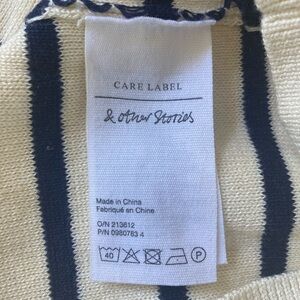 CARE LABEL
& other Stories
Made in China
Fabriqué en Chine
O/N 213612
P/N 0980763 4
40
P